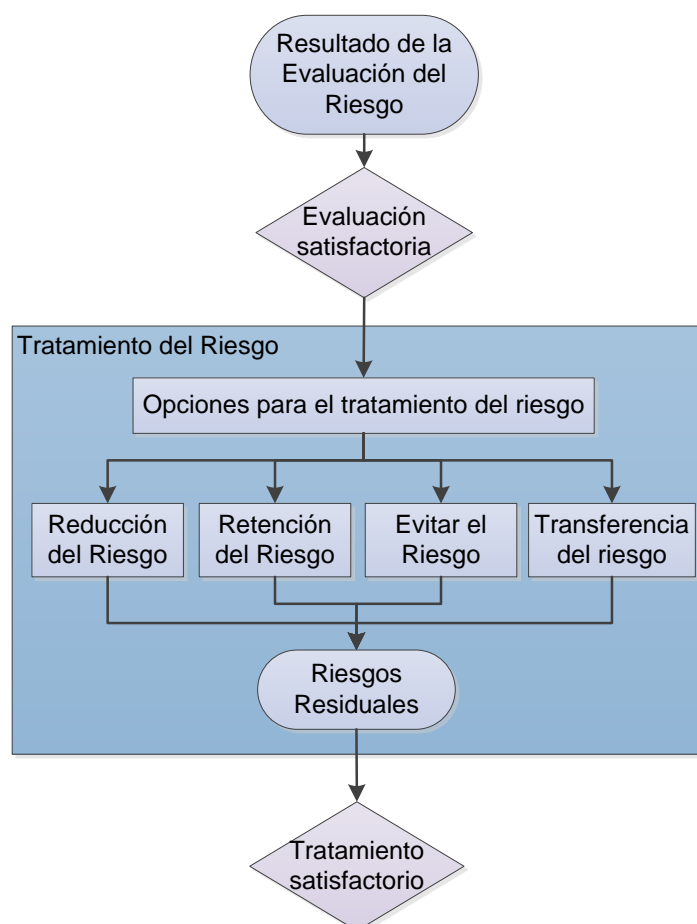 Resultado de la
Evaluación del
Riesgo
Evaluación
satisfactoria
Tratamiento del Riesgo
Opciones para el tratamiento del riesgo
Reducción
del Riesgo
Retención
del Riesgo
Evitar el
Riesgo
Transferencia
del riesgo
Riesgos
Residuales
Tratamiento
satisfactorio